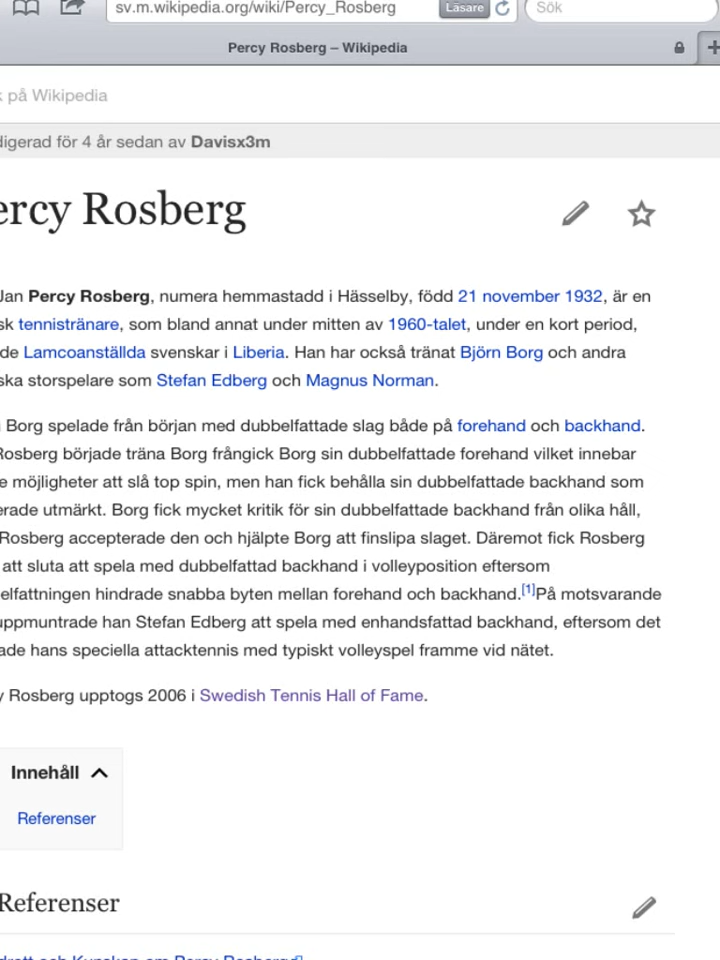 sv.m.wikipedia.org/wiki/Percy_Rosberg Läsare Sök
Percy Rosberg – Wikipedia
på Wikipedia
digerad för 4 år sedan av Davisx3m
ercy Rosberg
Jan Percy Rosberg, numera hemmastadd i Hässelby, född 21 november 1932, är en
sk tennistränare, som bland annat under mitten av 1960-talet, under en kort period,
de Lamcoanställda svenskar i Liberia. Han har också tränat Björn Borg och andra
ska storspelare som Stefan Edberg och Magnus Norman.
Borg spelade från början med dubbelfattade slag både på forehand och backhand.
Rosberg började träna Borg frångick Borg sin dubbelfattade forehand vilket innebar
e möjligheter att slå top spin, men han fick behålla sin dubbelfattade backhand som
erade utmärkt. Borg fick mycket kritik för sin dubbelfattade backhand från olika håll,
Rosberg accepterade den och hjälpte Borg att finslipa slaget. Däremot fick Rosberg
att sluta att spela med dubbelfattad backhand i volleyposition eftersom
elfattningen hindrade snabba byten mellan forehand och backhand.[1]På motsvarande
uppmuntrade han Stefan Edberg att spela med enhandsfattad backhand, eftersom det
ade hans speciella attacktennis med typiskt volleyspel framme vid nätet.
y Rosberg upptogs 2006 i Swedish Tennis Hall of Fame.
Innehåll
Referenser
Referenser
drott och Kunskap om Percy Rosberg